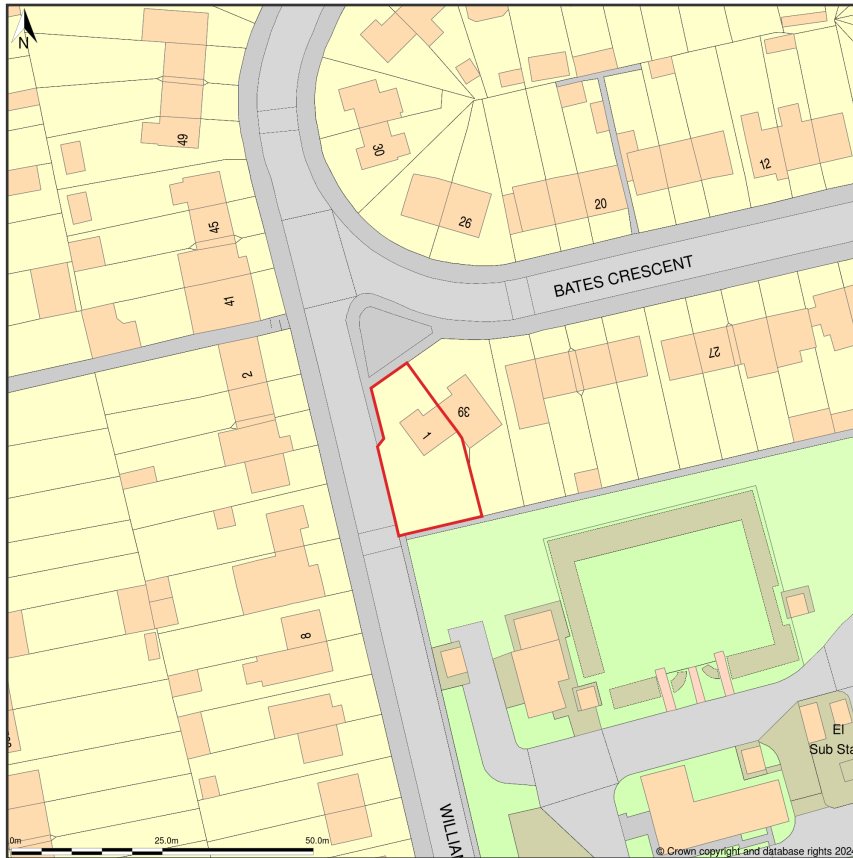 N
49
30
12
26
20
45
BATES CRESCENT
41
27
2
39
1
8
El
Sub Sta
WILLIA
0m
25.0m
50.0m
© Crown copyright and database rights 2024